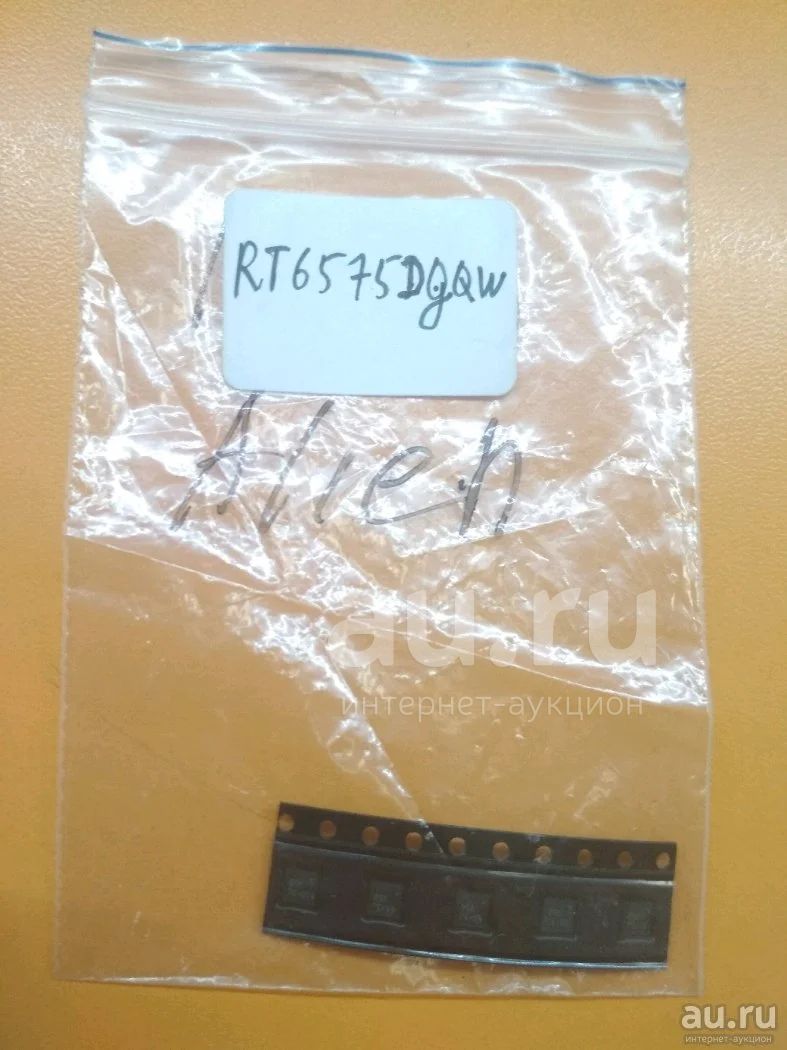 RT6575DgQW
Alien
au.ru
интернет-аукцион
au.ru
интернет-аукцион